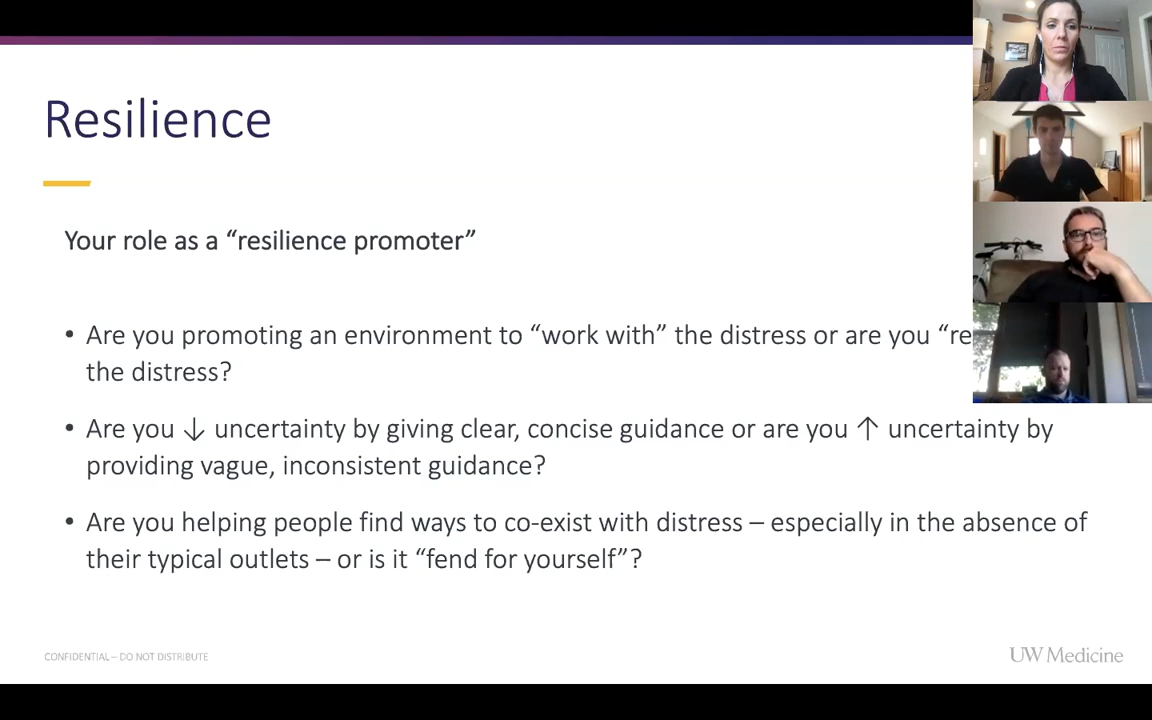 Resilience
Your role as a “resilience promoter”
• Are you promoting an environment to “work with” the distress or are you “re
the distress?
• Are you ↓ uncertainty by giving clear, concise guidance or are you ↑ uncertainty by
providing vague, inconsistent guidance?
• Are you helping people find ways to co-exist with distress – especially in the absence of
their typical outlets – or is it “fend for yourself”?
CONFIDENTIAL – DO NOT DISTRIBUTE
UW Medicine